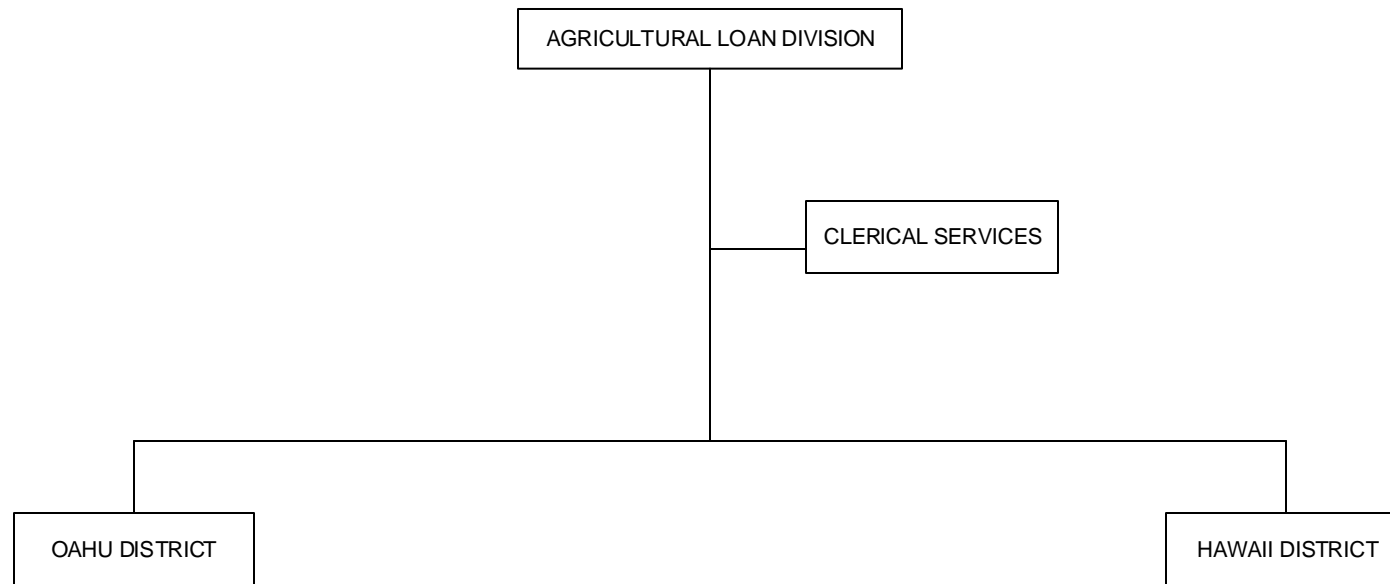 AGRICULTURAL LOAN DIVISION
CLERICAL SERVICES
OAHU DISTRICT
HAWAII DISTRICT